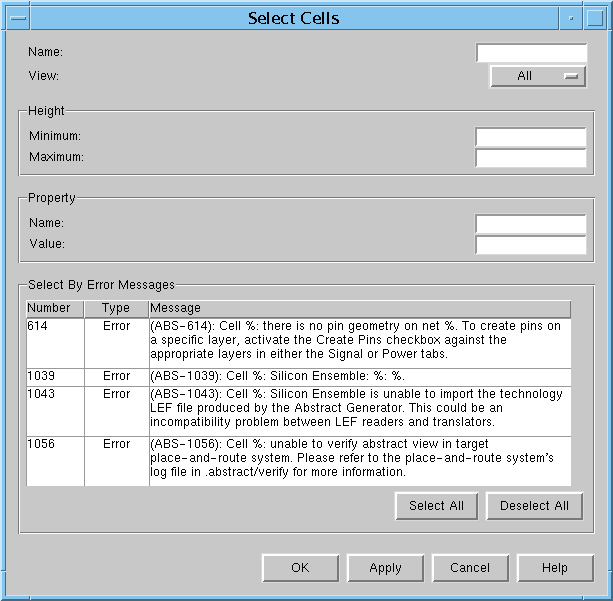 Select Cells
Name:
View:
All
Height
Minimum:
Maximum:
Property
Name:
Value:
Select By Error Messages
Number Type Message
614 Error (ABS-614): Cell %: there is no pin geometry on net %. To create pins
on a specific layer, activate the Create Pins checkbox against the
appropriate layers in either the Signal or Power tabs.
1039 Error (ABS-1039): Cell %: Silicon Ensemble: %: %.
1043 Error (ABS-1043): Cell %: Silicon Ensemble is unable to import the technology
LEF file produced by the Abstract Generator. This could be an
incompatibility problem between LEF readers and translators.
1056 Error (ABS-1056): Cell %: unable to verify abstract view in target
place-and-route system. Please refer to the place-and-route system's
log file in .abstract/verify for more information.
Select All Deselect All
OK Apply Cancel Help